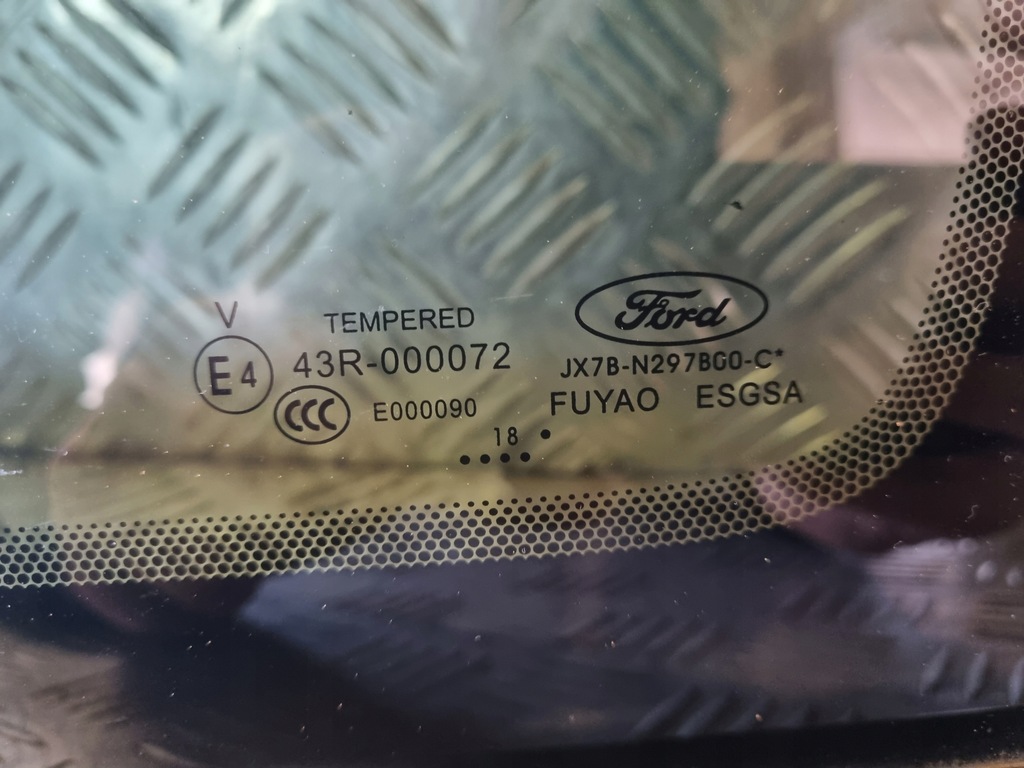 V
TEMPERED
Ford
E4
43R-000072
JX7B-N297BG0-C*
CCC
E000090
FUYAO ESGSA
18